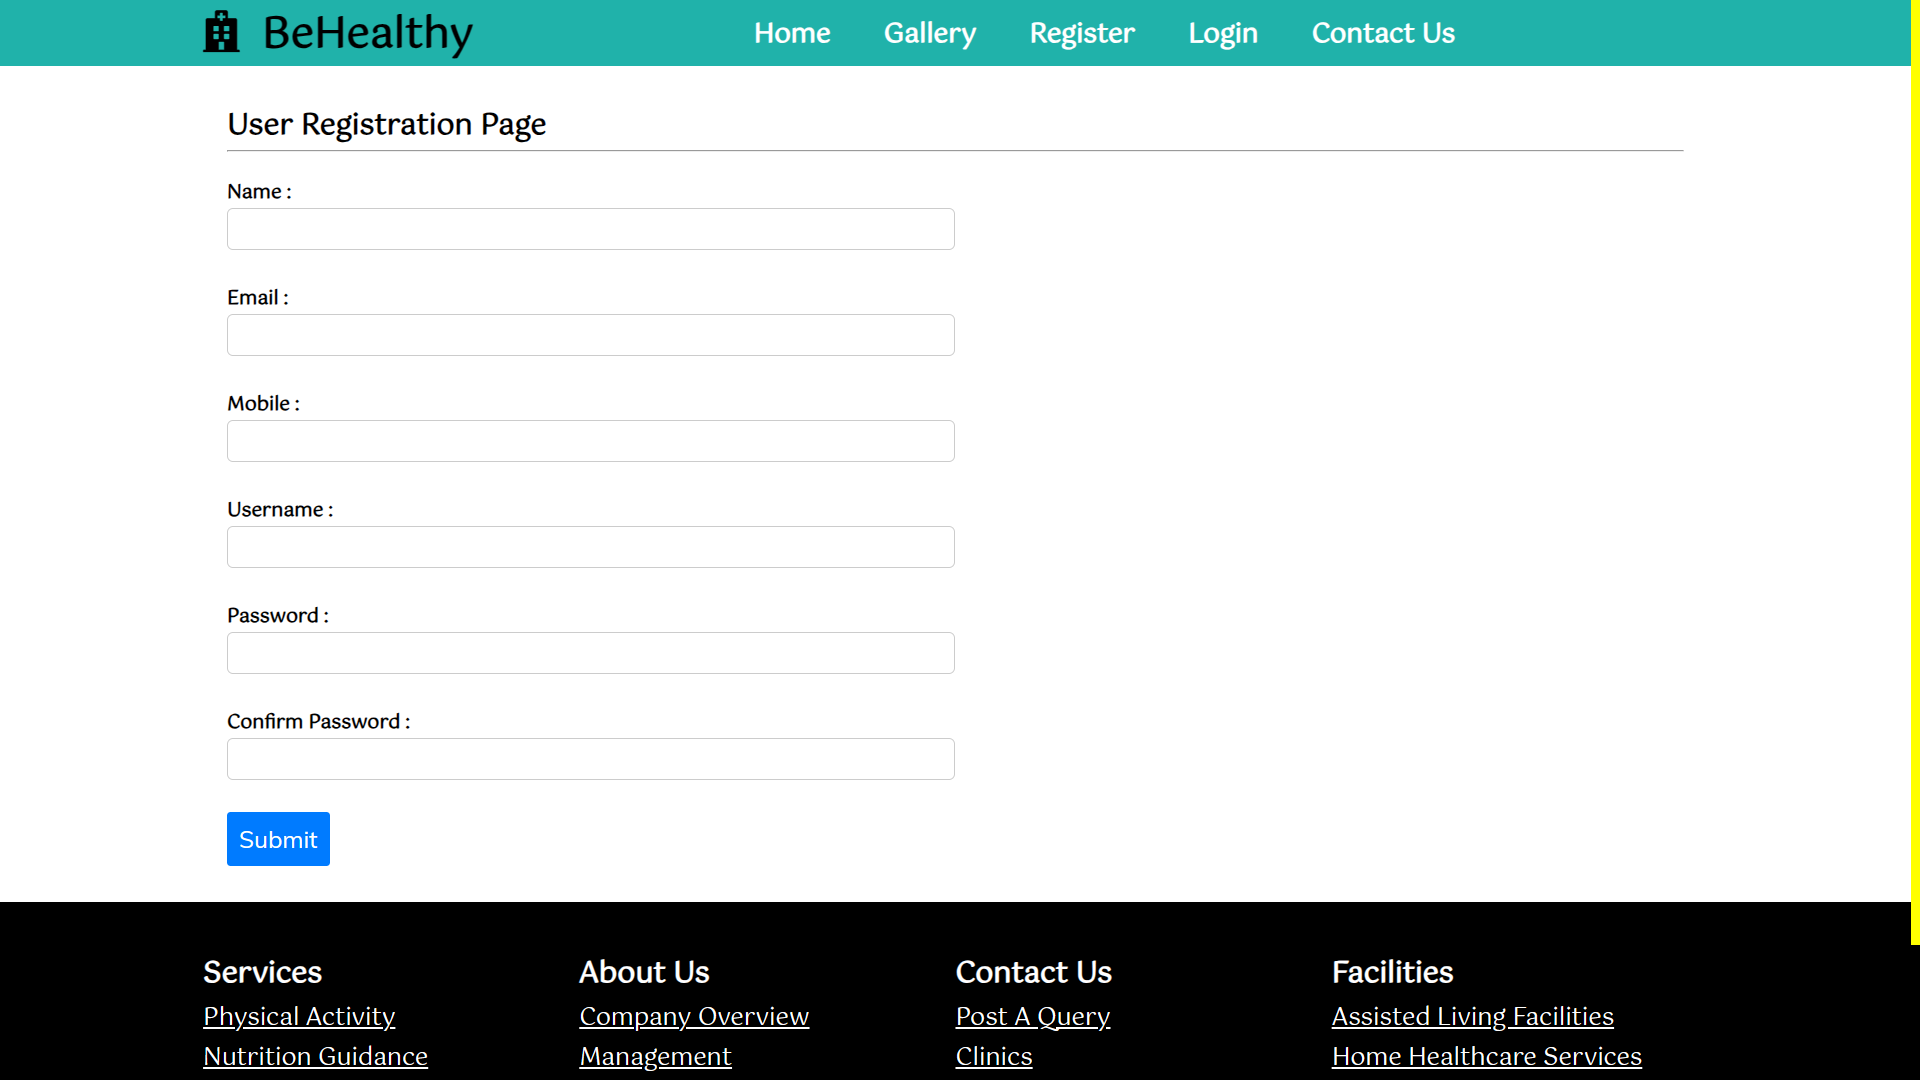 BeHealthy
Home Gallery Register Login Contact Us
User Registration Page
Name :
Email :
Mobile :
Username :
Password :
Confirm Password :
Submit
Services About Us Contact Us Facilities
Physical Activity Company Overview Post A Query Assisted Living Facilities
Nutrition Guidance Management Clinics Home Healthcare Services